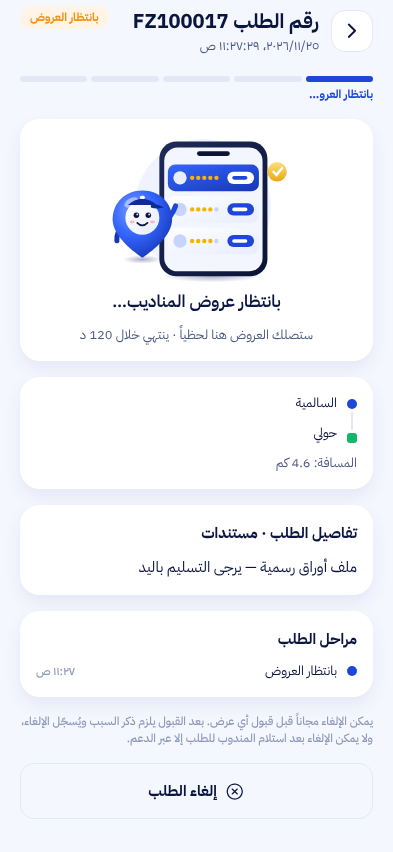 رقم الطلب FZ100017
بانتظار العروض
٢٠٢٦/١١/٢٥، ١١:٢٧:٢٩ ص
بانتظار العرو...
بانتظار عروض المناديب...
ستصلك العروض هنا لحظياً · ينتهي خلال 120 د
السالمية
حولي
المسافة: 4.6 كم
تفاصيل الطلب · مستندات
ملف أوراق رسمية — يرجى التسليم باليد
مراحل الطلب
بانتظار العروض
١١:٢٧ ص
يمكن الإلغاء مجاناً قبل قبول أي عرض. بعد القبول يلزم ذكر السبب ويُسجّل الإلغاء،
ولا يمكن الإلغاء بعد استلام المندوب للطلب إلا عبر الدعم.
إلغاء الطلب